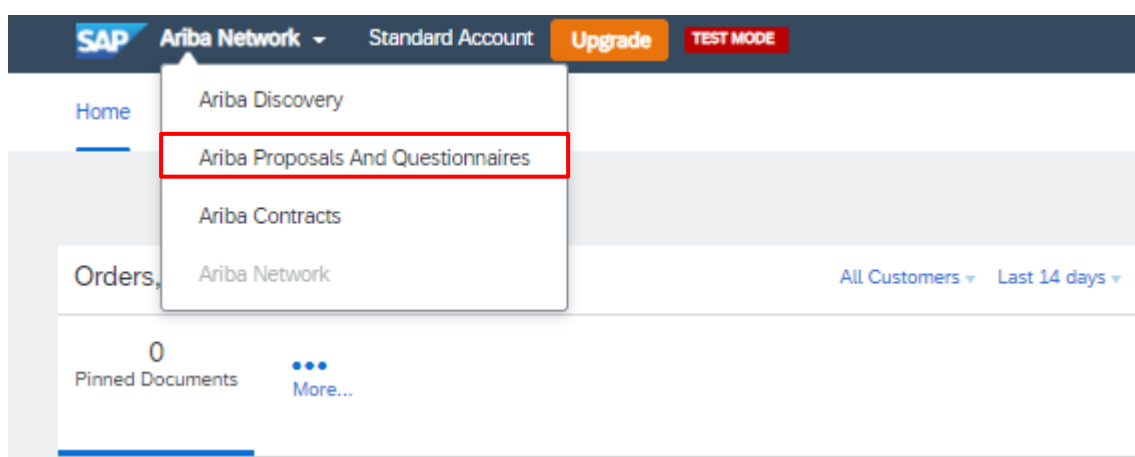 SAP Ariba Network Standard Account Upgrade TEST MODE
Home
Ariba Discovery
Ariba Proposals And Questionnaires
Ariba Contracts
Ariba Network
Orders, All Customers Last 14 days
0
Pinned Documents
More...